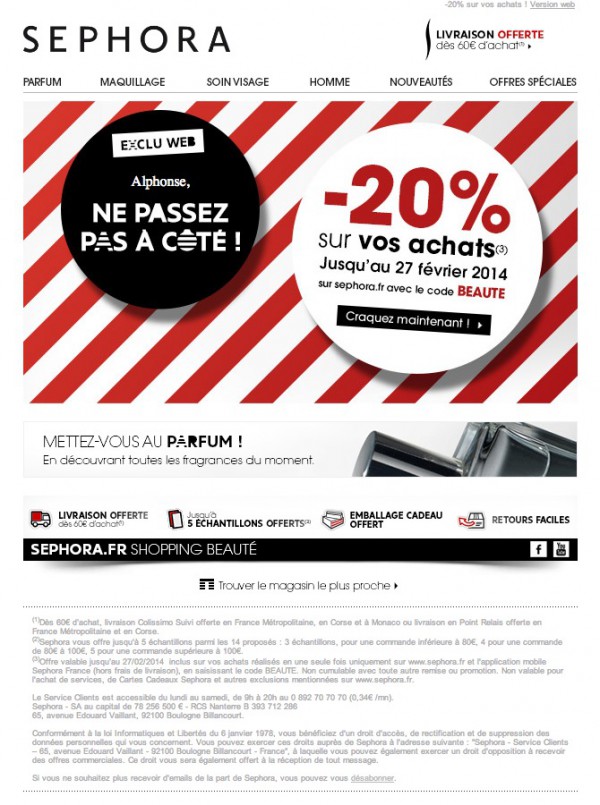 -20% sur vos achats ! Version web
SEPHORA
LIVRAISON OFFERTE
dès 60€ d'achat(1)
PARFUM MAQUILLAGE SOIN VISAGE HOMME NOUVEAUTÉS OFFRES SPÉCIALES
EXCLU WEB
Alphonse,
NE PASSEZ
PAS À CÔTÉ !
-20%
sur vos achats(3)
Jusqu'au 27 février 2014
sur sephora.fr avec le code BEAUTE
Craquez maintenant !
METTEZ-VOUS AU PARFUM !
En découvrant toutes les fragrances du moment.
LIVRAISON OFFERTE
dès 60€ d'achat(1)
Jusqu'à
5 ÉCHANTILLONS OFFERTS(2)
EMBALLAGE CADEAU
OFFERT
RETOURS FACILES
SEPHORA.FR SHOPPING BEAUTÉ
f
You Tube
Trouver le magasin le plus proche
(1)Dès 60€ d'achat, livraison Colissimo Suivi offerte en France Métropolitaine, en Corse et à Monaco ou livraison en Point Relais offerte en
France Métropolitaine et en Corse.
(2)Sephora vous offre jusqu'à 5 échantillons parmi les 14 proposés : 3 échantillons, pour une commande inférieure à 80€, 4 pour une commande
de 80€ à 100€, 5 pour une commande supérieure à 100€.
(3)Offre valable jusqu'au 27/02/2014 inclus sur vos achats réalisés en une seule fois uniquement sur www.sephora.fr et l'application mobile
Sephora France (hors frais de livraison), en saisissant le code BEAUTE. Non cumulable avec toute autre remise ou promotion. Non valable pour
l'achat de services, de Cartes Cadeaux Sephora et autres exclusions mentionnées sur www.sephora.fr.
Le Service Clients est accessible du lundi au samedi, de 9h à 20h au 0 892 70 70 70 (0,34€ /mn).
Sephora - SA au capital de 78 256 500 € - RCS Nanterre B 393 712 286
65, avenue Edouard Vaillant, 92100 Boulogne Billancourt.
Conformément à la loi Informatiques et Libertés du 6 janvier 1978, vous bénéficiez d'un droit d'accès, de rectification et de suppression des
données personnelles qui vous concernent. Vous pouvez exercer ces droits auprès de Sephora à l'adresse suivante : "Sephora - Service Clients
– 65, avenue Edouard Vaillant - 92100 Boulogne Billancourt - France", à laquelle vous pouvez également exercer un droit d'opposition à recevoir
des offres commerciales. Ce droit vous sera également offert à la réception de tout message.
Si vous ne souhaitez plus recevoir d'emails de la part de Sephora, vous pouvez vous désabonner.